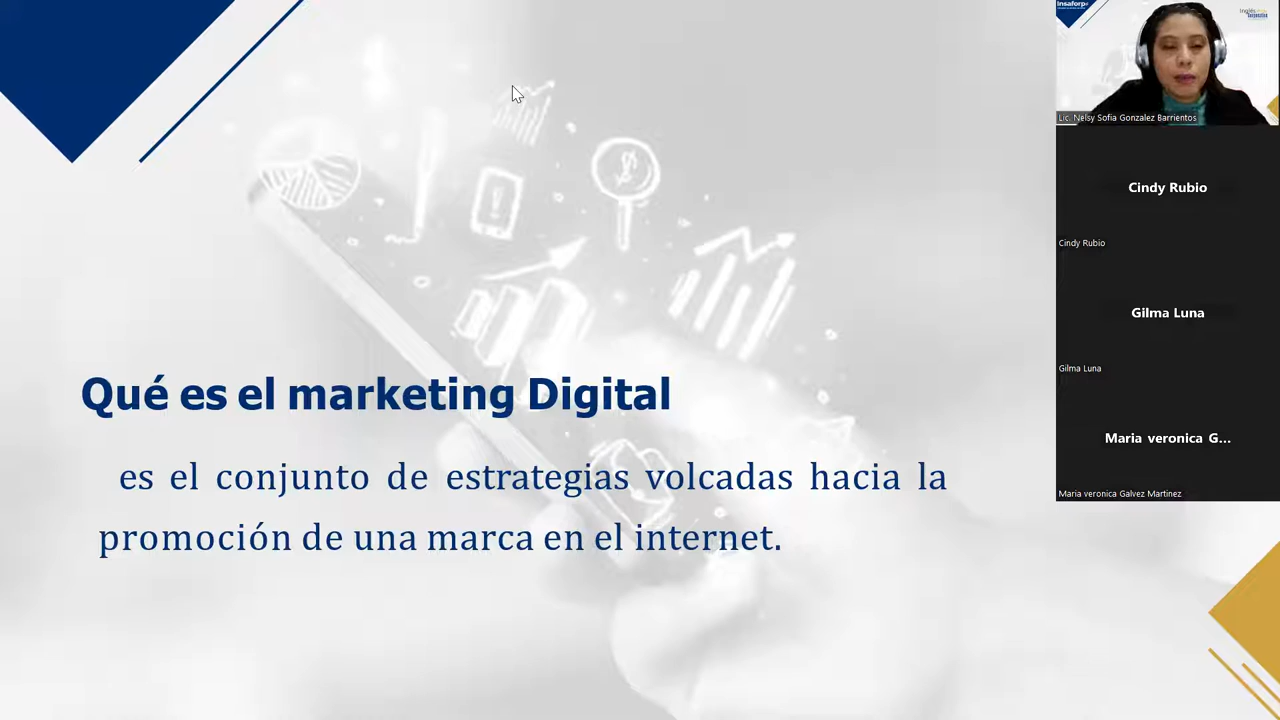 Qué es el marketing Digital
es el conjunto de estrategias volcadas hacia la
promoción de una marca en el internet.
Insaforp
Lic. Nelsy Sofia Gonzalez Barrientos
Cindy Rubio
Cindy Rubio
Gilma Luna
Gilma Luna
Maria veronica G...
Maria veronica Galvez Martinez